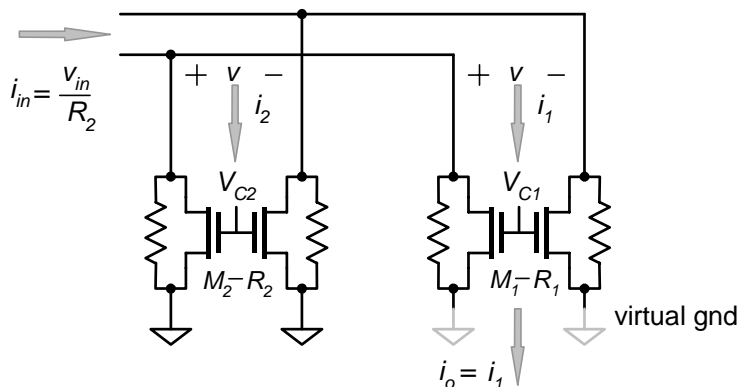 + v −
+ v −
i_in = v_in / R_2
i_2
i_1
V_C2
V_C1
M_2–R_2
M_1–R_1
virtual gnd
i_o = i_1